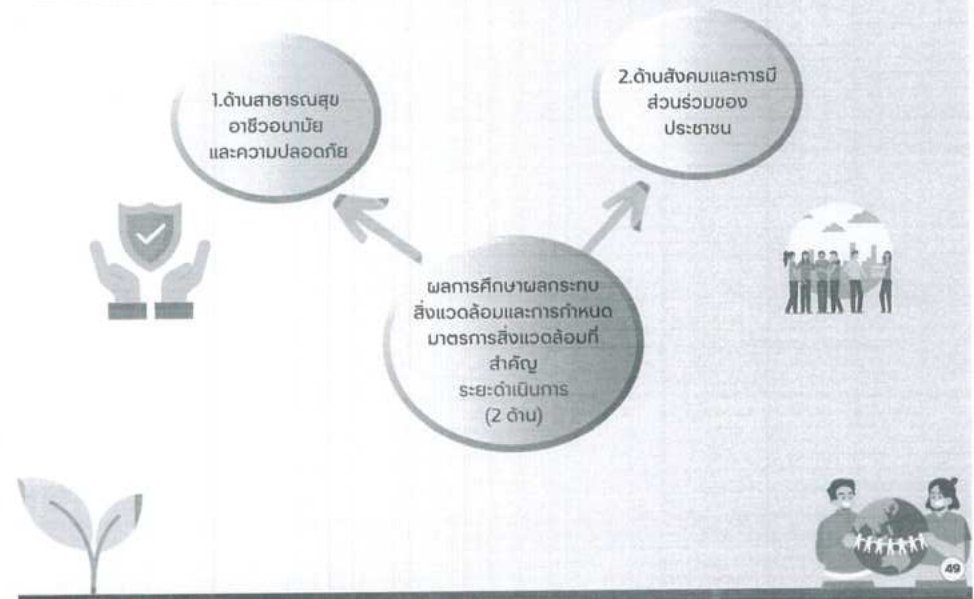 1.ด้านสาธารณสุข
อาชีวอนามัย
และความปลอดภัย
2.ด้านสังคมและการมี
ส่วนร่วมของ
ประชาชน
ผลการศึกษาผลกระทบ
สิ่งแวดล้อมและการกำหนด
มาตรการสิ่งแวดล้อมที่
สำคัญ
ระยะดำเนินการ
(2 ด้าน)
49